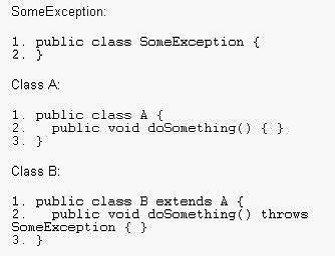 SomeException:
1. public class SomeException {
2. }
Class A:
1. public class A {
2.   public void doSomething() { }
3. }
Class B:
1. public class B extends A {
2.   public void doSomething() throws
SomeException { }
3. }